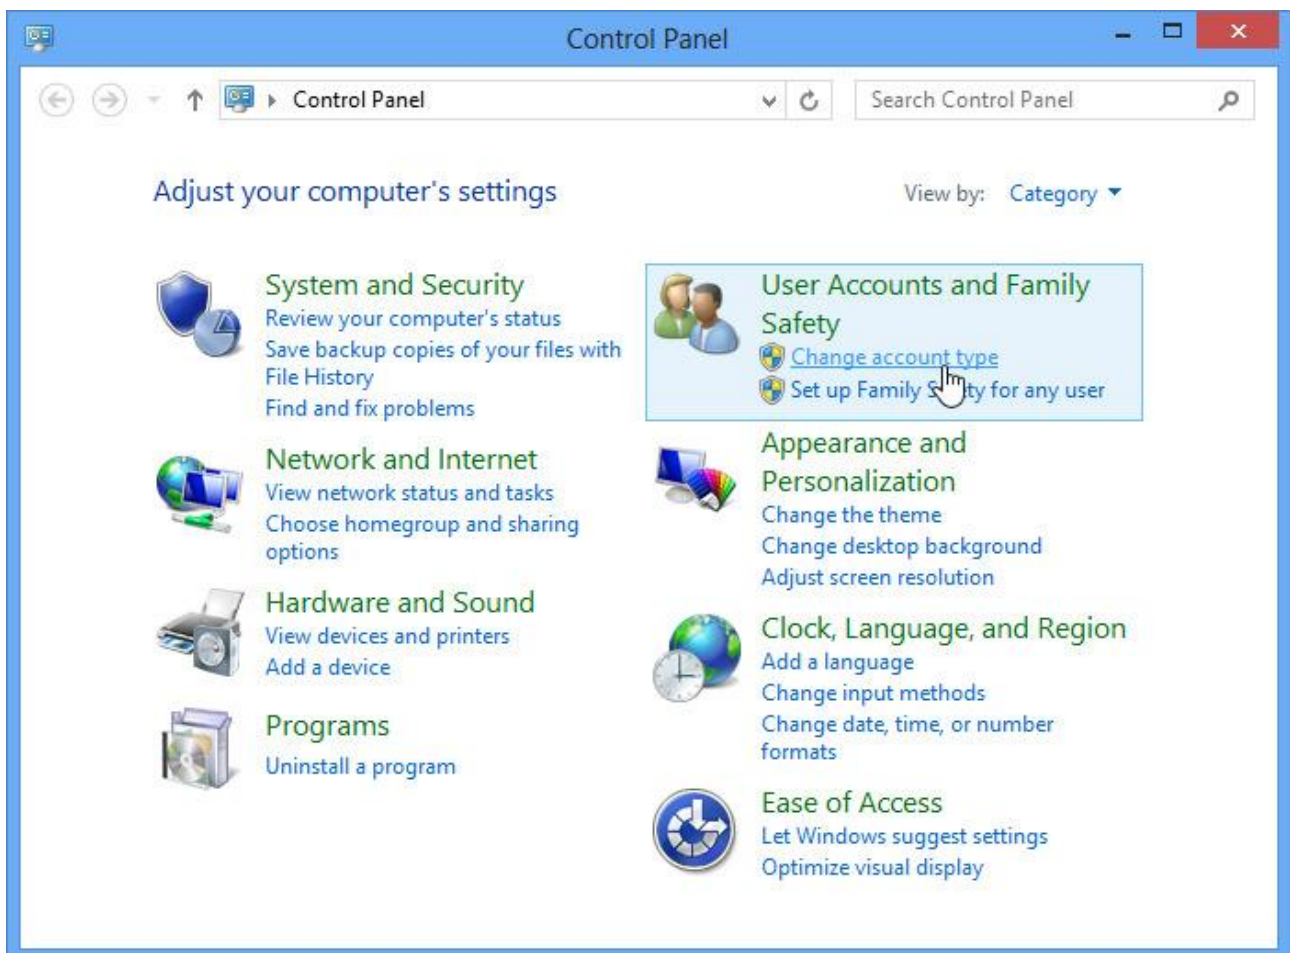 Control Panel
Control Panel
Search Control Panel
Adjust your computer's settings
View by: Category
System and Security
Review your computer's status
Save backup copies of your files with
File History
Find and fix problems
Network and Internet
View network status and tasks
Choose homegroup and sharing
options
Hardware and Sound
View devices and printers
Add a device
Programs
Uninstall a program
User Accounts and Family
Safety
Change account type
Set up Family Safety for any user
Appearance and
Personalization
Change the theme
Change desktop background
Adjust screen resolution
Clock, Language, and Region
Add a language
Change input methods
Change date, time, or number
formats
Ease of Access
Let Windows suggest settings
Optimize visual display